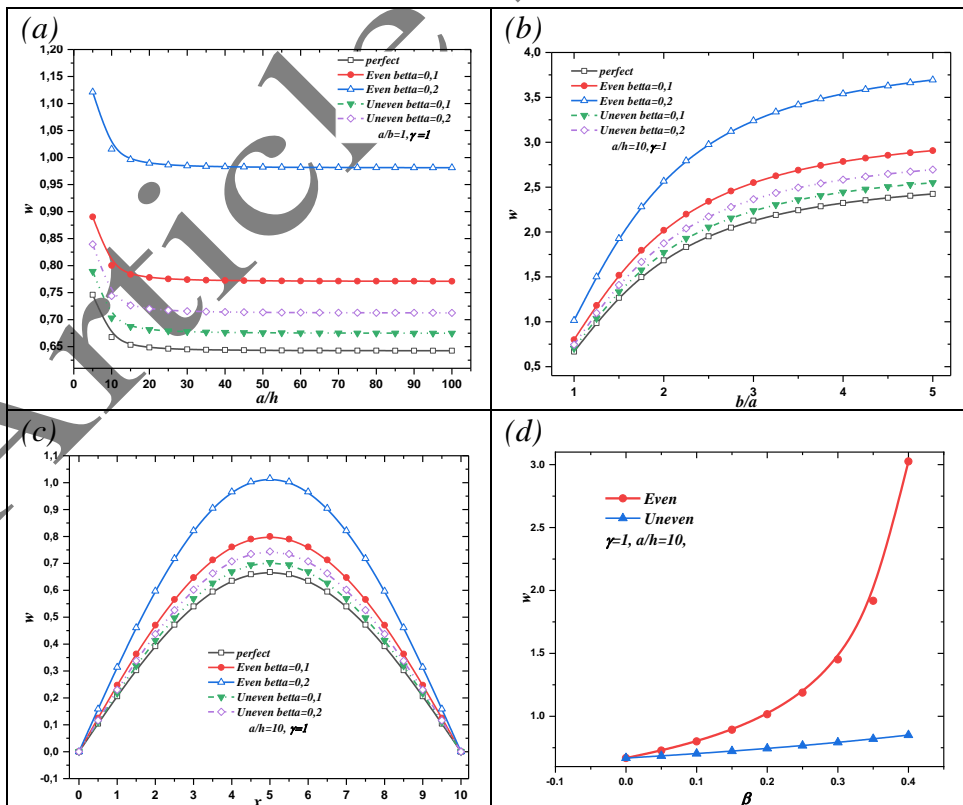 (a)
1,20
1,15
1,10
1,05
1,00
0,95
0,90
0,85
0,80
0,75
0,70
0,65
w
perfect
Even betta=0,1
Even betta=0,2
Uneven betta=0,1
Uneven betta=0,2
a/b=1,γ=1
0 10 20 30 40 50 60 70 80 90 100
a/h
(b)
4,0
3,5
3,0
2,5
2,0
1,5
1,0
0,5
w
perfect
Even betta=0,1
Even betta=0,2
Uneven betta=0,1
Uneven betta=0,2
a/h=10,γ=1
1 2 3 4 5
b/a
(c)
1,1
1,0
0,9
0,8
0,7
0,6
0,5
0,4
0,3
0,2
0,1
0,0
-0,1
w
perfect
Even betta=0,1
Even betta=0,2
Uneven betta=0,1
Uneven betta=0,2
a/h=10, γ=1
0 1 2 3 4 5 6 7 8 9 10
x
(d)
3.0
2.5
2.0
1.5
1.0
w
Even
Uneven
γ=1, a/h=10,
-0.1 0.0 0.1 0.2 0.3 0.4
β
Article